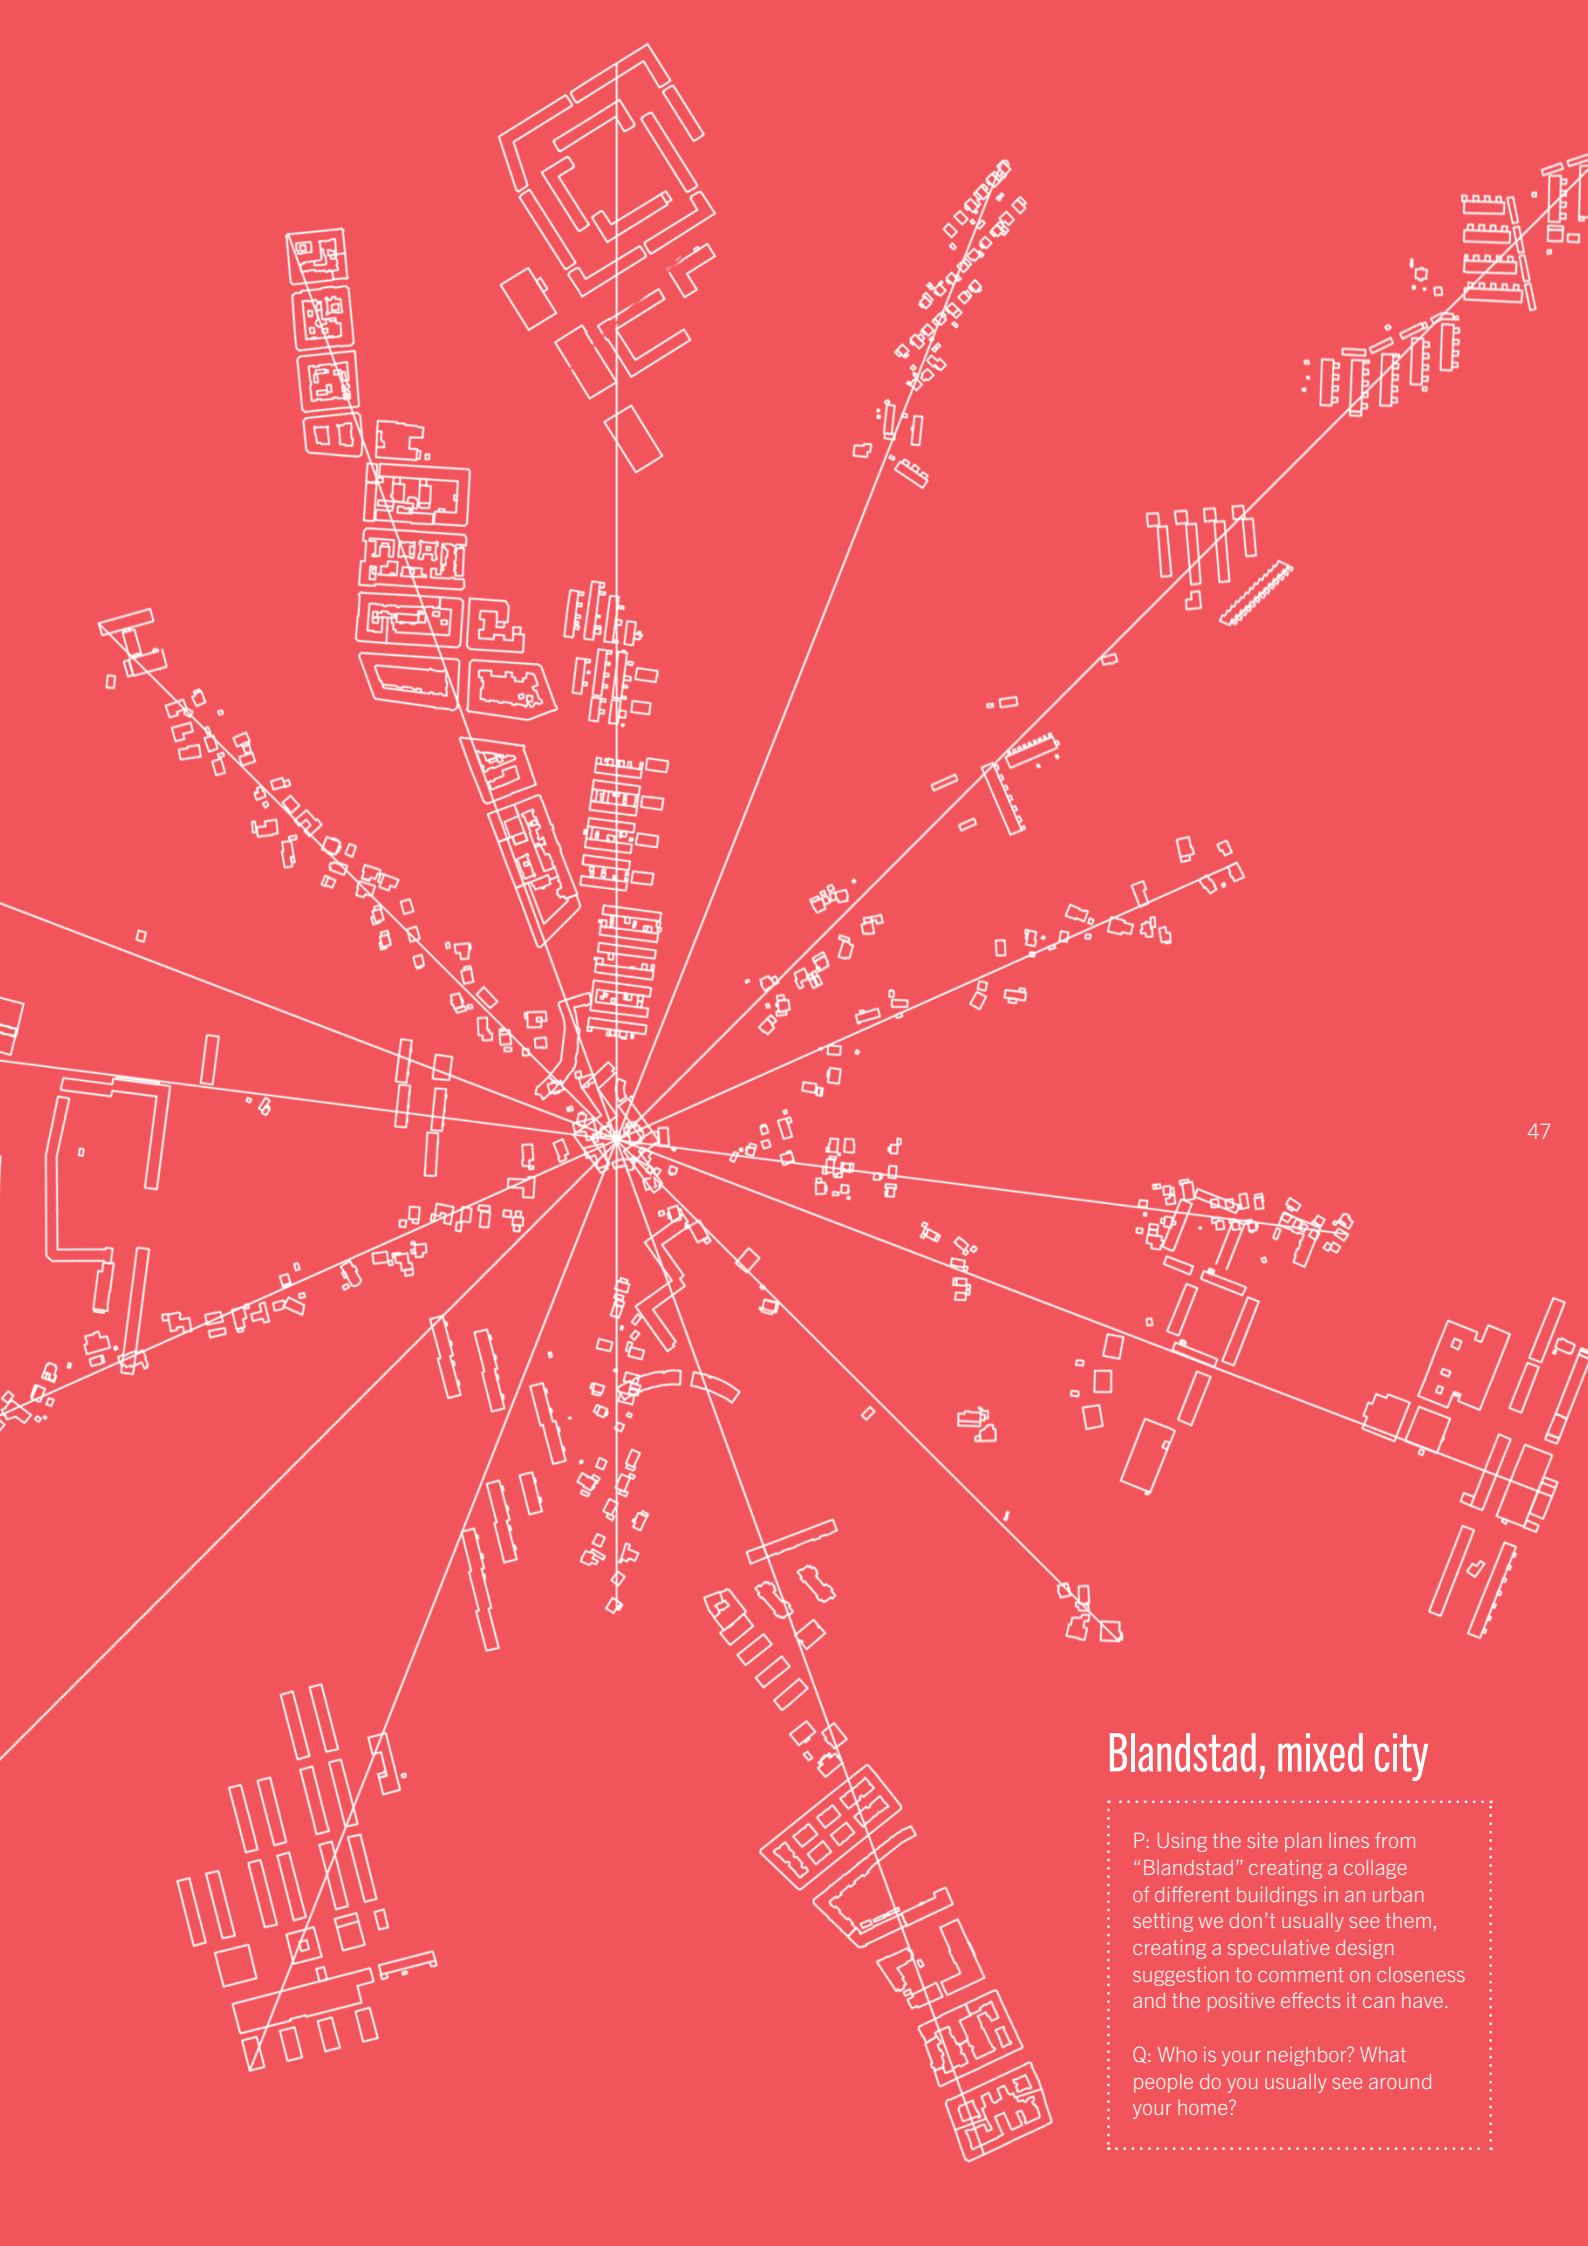 47
Blandstad, mixed city
P: Using the site plan lines from
“Blandstad” creating a collage
of different buildings in an urban
setting we don’t usually see them,
creating a speculative design
suggestion to comment on closeness
and the positive effects it can have.
Q: Who is your neighbor? What
people do you usually see around
your home?